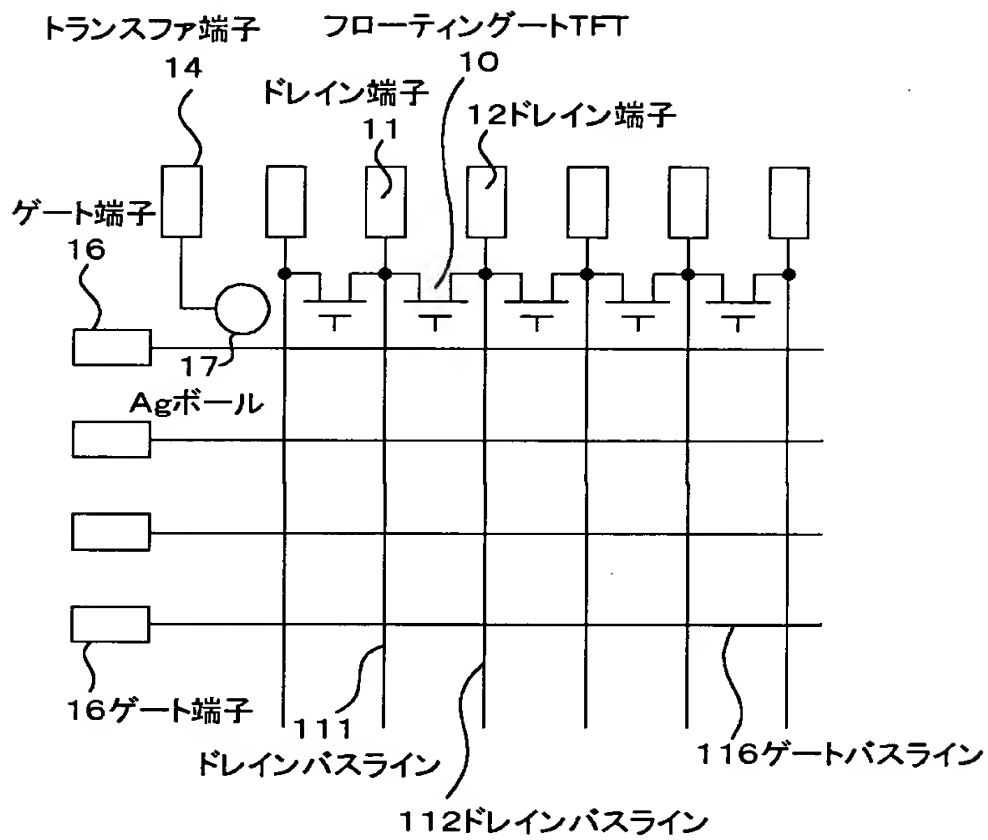 トランスファ端子
14
フローティングートTFT
10
ドレイン端子
11
12ドレイン端子
ゲート端子
16
17
Agボール
16ゲート端子
111
ドレインバスライン
116ゲートバスライン
112ドレインバスライン